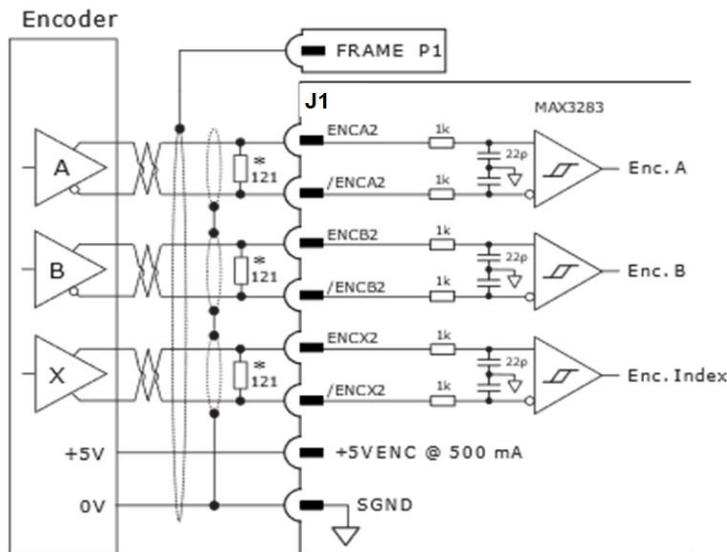 Encoder
FRAME P1
J1
MAX3283
A
*
121
ENCA2
1k
22p
Enc.A
/ENCA2
1k
B
*
121
ENCB2
1k
22p
Enc.B
/ENCB2
1k
X
*
121
ENCX2
1k
22p
Enc.Index
/ENCX2
1k
+5V
+5VENC @ 500 mA
0V
SGND